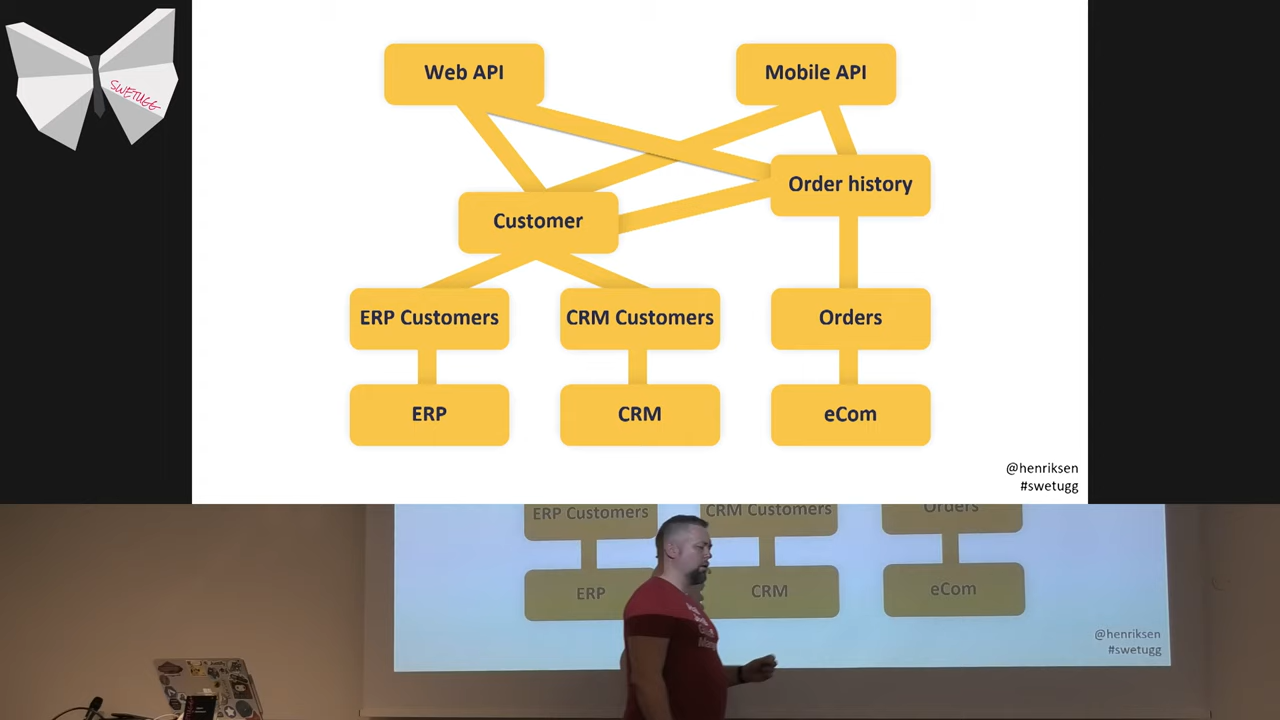 SWETUGG
Web API
Mobile API
Order history
Customer
ERP Customers
CRM Customers
Orders
ERP
CRM
eCom
@henriksen
#swetugg
ERP Customers
CRM Customers
Orders
ERP
CRM
eCom
@henriksen
#swetugg